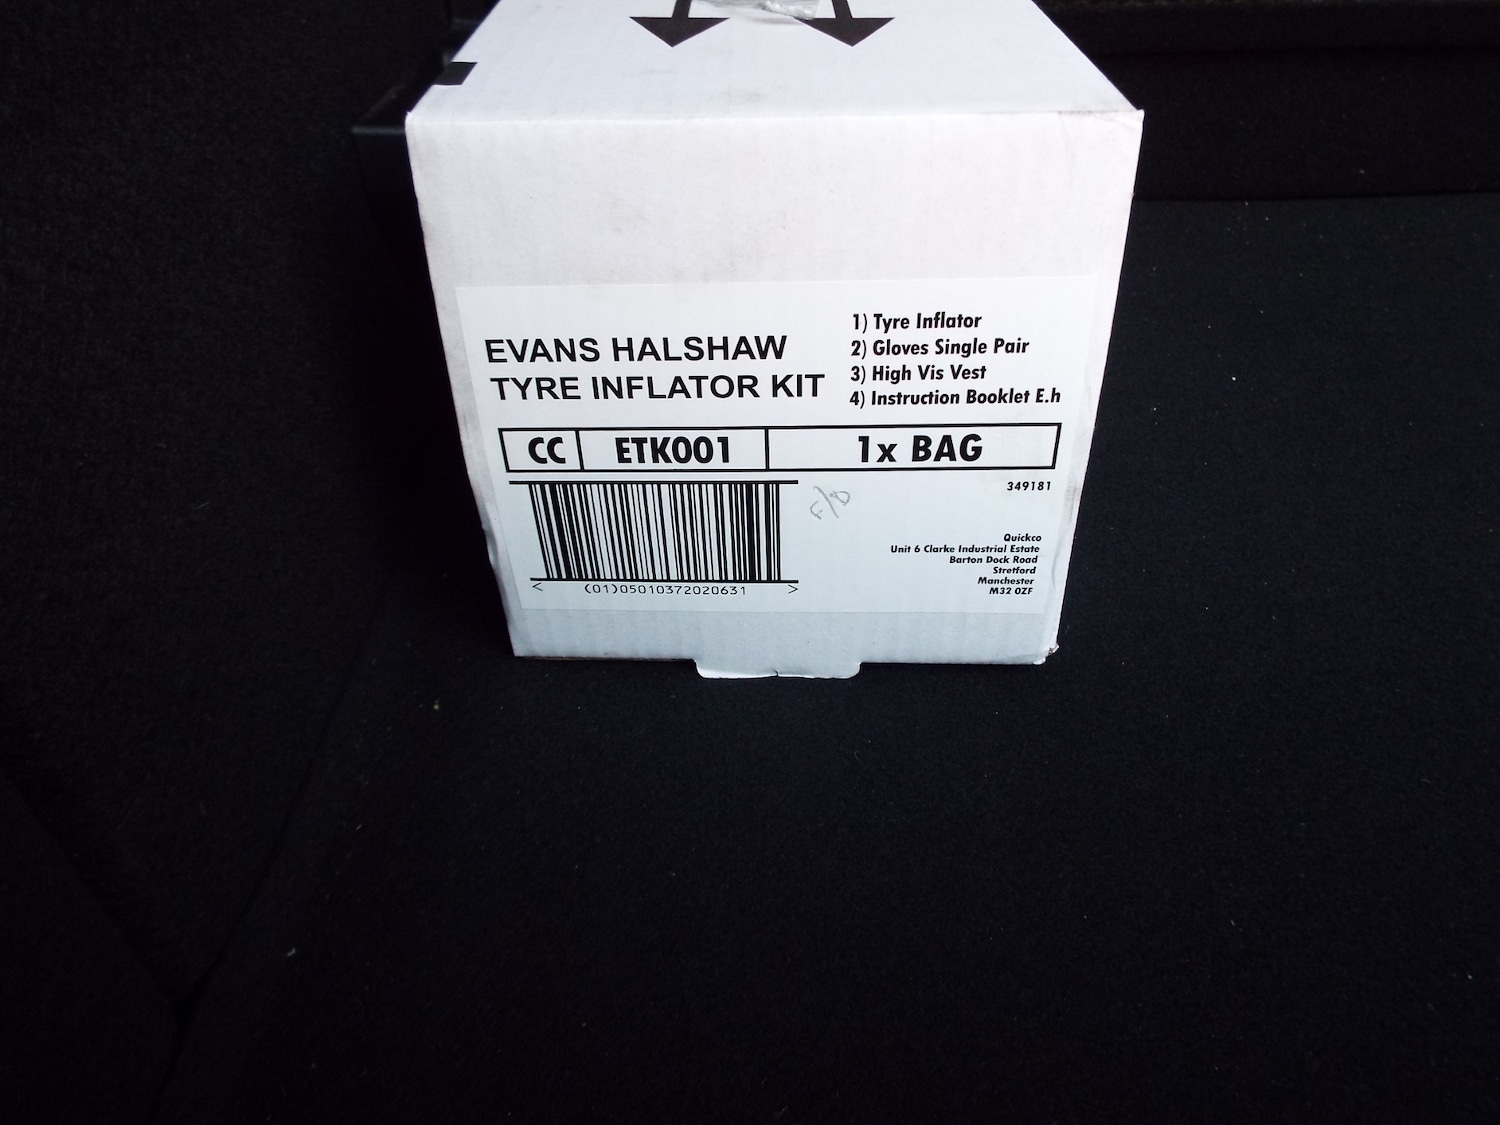 EVANS HALSHAW
TYRE INFLATOR KIT
1) Tyre Inflator
2) Gloves Single Pair
3) High Vis Vest
4) Instruction Booklet E.h
CC ETK001 1x BAG
349181
< (01)05010372020631 >
Quickco
Unit 6 Clarke Industrial Estate
Barton Dock Road
Stretford
Manchester
M32 0ZF